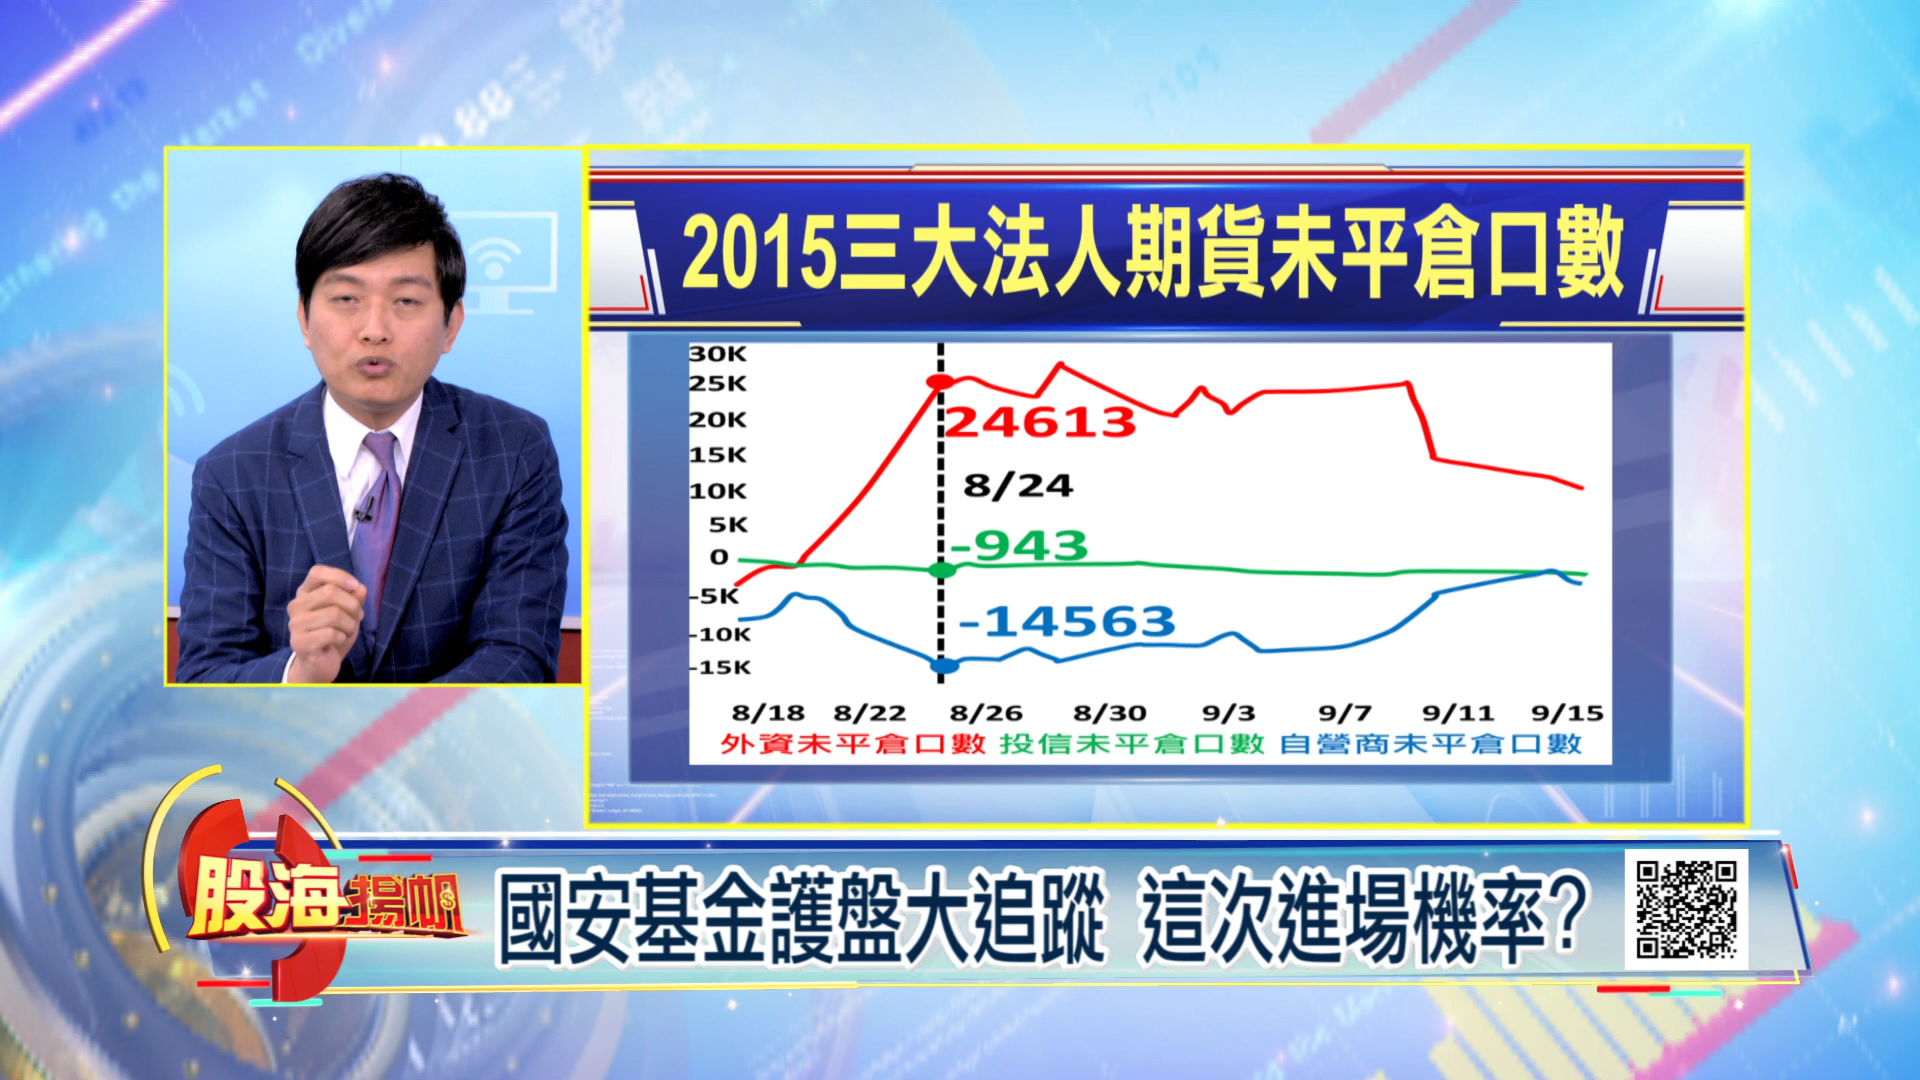 2015三大法人期貨未平倉口數
30K
25K
20K
15K
10K
5K
0
-5K
-10K
-15K
24613
8/24
-943
-14563
8/18 8/22 8/26 8/30 9/3 9/7 9/11 9/15
外資未平倉口數 投信未平倉口數 自營商未平倉口數
股海揚帆
國安基金護盤大追蹤 這次進場機率?